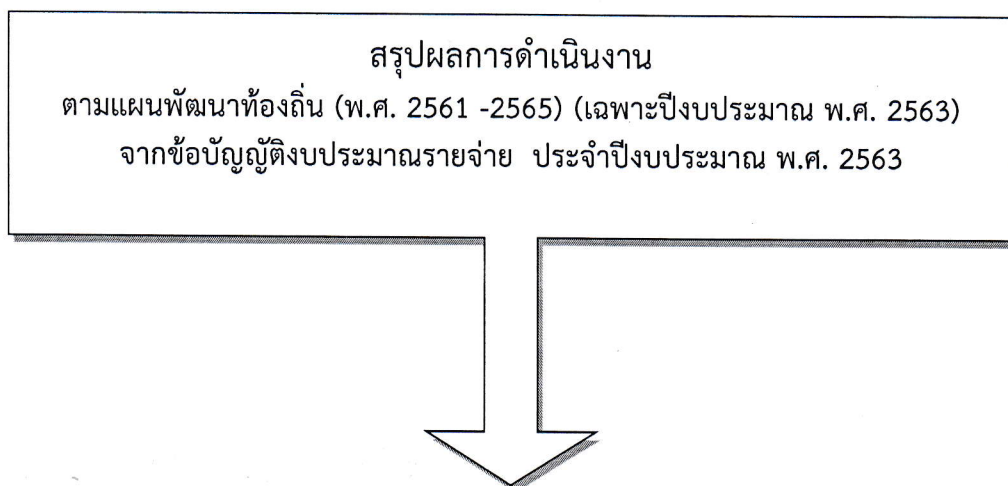 สรุปผลการดำเนินงาน
ตามแผนพัฒนาท้องถิ่น (พ.ศ. 2561 -2565) (เฉพาะปีงบประมาณ พ.ศ. 2563)
จากข้อบัญญัติงบประมาณรายจ่าย ประจำปีงบประมาณ พ.ศ. 2563